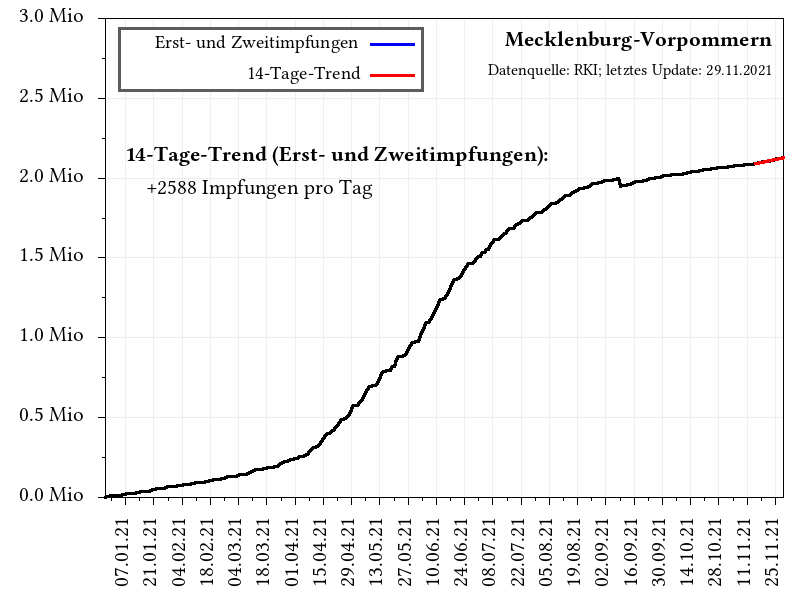 3.0 Mio
2.5 Mio
2.0 Mio
1.5 Mio
1.0 Mio
0.5 Mio
0.0 Mio
Erst- und Zweitimpfungen
14-Tage-Trend
Mecklenburg-Vorpommern
Datenquelle: RKI; letztes Update: 29.11.2021
14-Tage-Trend (Erst- und Zweitimpfungen):
+2588 Impfungen pro Tag
07.01.21
21.01.21
04.02.21
18.02.21
04.03.21
18.03.21
01.04.21
15.04.21
29.04.21
13.05.21
27.05.21
10.06.21
24.06.21
08.07.21
22.07.21
05.08.21
19.08.21
02.09.21
16.09.21
30.09.21
14.10.21
28.10.21
11.11.21
25.11.21